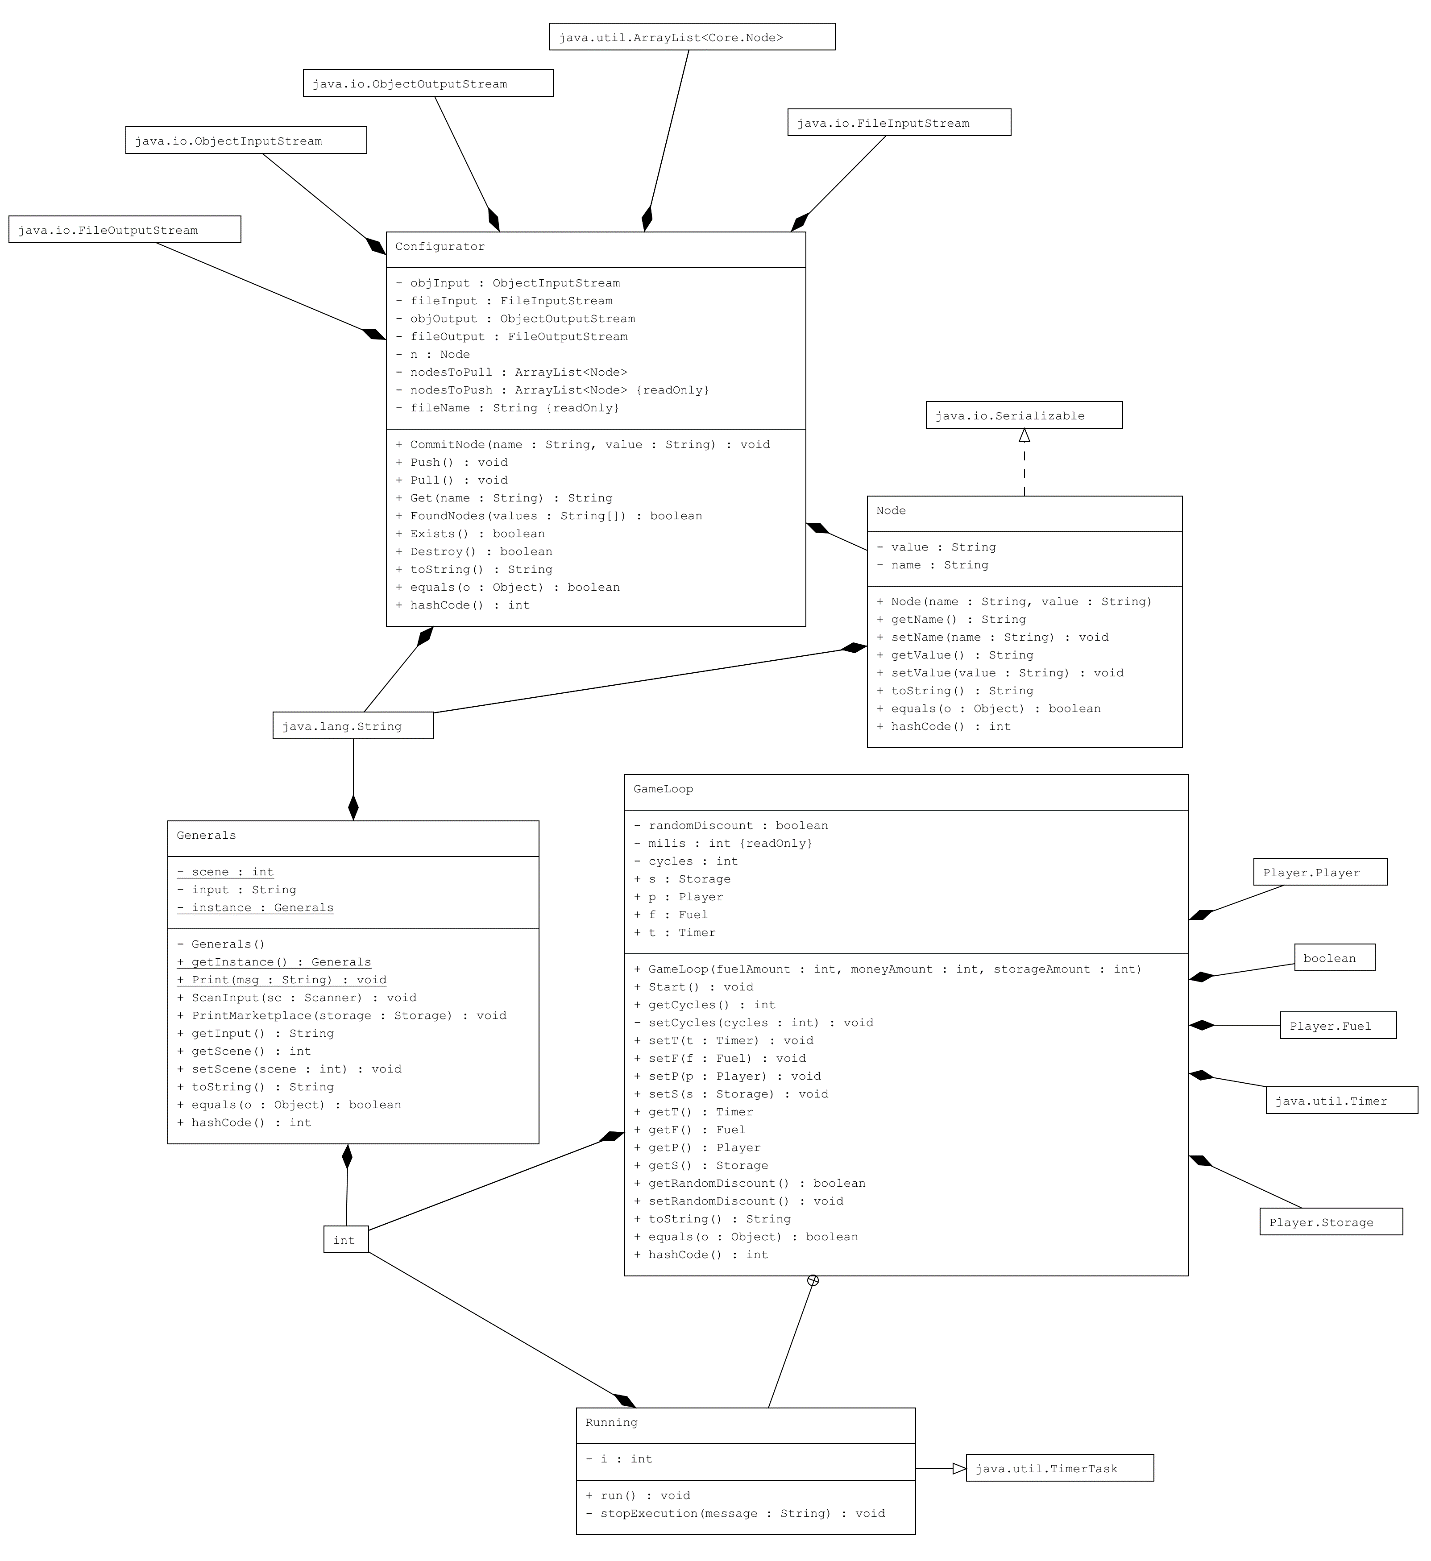 java.util.ArrayList<Core.Node>
java.io.ObjectOutputStream
java.io.FileInputStream
java.io.ObjectInputStream
java.io.FileOutputStream
Configurator
- objInput : ObjectInputStream
- fileInput : FileInputStream
- objOutput : ObjectOutputStream
- fileOutput : FileOutputStream
- n : Node
- nodesToPull : ArrayList<Node>
- nodesToPush : ArrayList<Node> {readOnly}
- fileName : String {readOnly}
+ CommitNode(name : String, value : String) : void
+ Push() : void
+ Pull() : void
+ Get(name : String) : String
+ FoundNodes(values : String[]) : boolean
+ Exists() : boolean
+ Destroy() : boolean
+ toString() : String
+ equals(o : Object) : boolean
+ hashCode() : int
java.io.Serializable
Node
- value : String
- name : String
+ Node(name : String, value : String)
+ getName() : String
+ setName(name : String) : void
+ getValue() : String
+ setValue(value : String) : void
+ toString() : String
+ equals(o : Object) : boolean
+ hashCode() : int
java.lang.String
Generals
- scene : int
- input : String
- instance : Generals
- Generals()
+ getInstance() : Generals
+ Print(msg : String) : void
+ ScanInput(sc : Scanner) : void
+ PrintMarketplace(storage : Storage) : void
+ getInput() : String
+ getScene() : int
+ setScene(scene : int) : void
+ toString() : String
+ equals(o : Object) : boolean
+ hashCode() : int
GameLoop
- randomDiscount : boolean
- milis : int {readOnly}
- cycles : int
+ s : Storage
+ p : Player
+ f : Fuel
+ t : Timer
+ GameLoop(fuelAmount : int, moneyAmount : int, storageAmount : int)
+ Start() : void
+ getCycles() : int
- setCycles(cycles : int) : void
+ setT(t : Timer) : void
+ setF(f : Fuel) : void
+ setP(p : Player) : void
+ setS(s : Storage) : void
+ getT() : Timer
+ getF() : Fuel
+ getP() : Player
+ getS() : Storage
+ getRandomDiscount() : boolean
+ setRandomDiscount() : void
+ toString() : String
+ equals(o : Object) : boolean
+ hashCode() : int
Player.Player
boolean
Player.Fuel
java.util.Timer
Player.Storage
int
Running
- i : int
+ run() : void
- stopExecution(message : String) : void
java.util.TimerTask